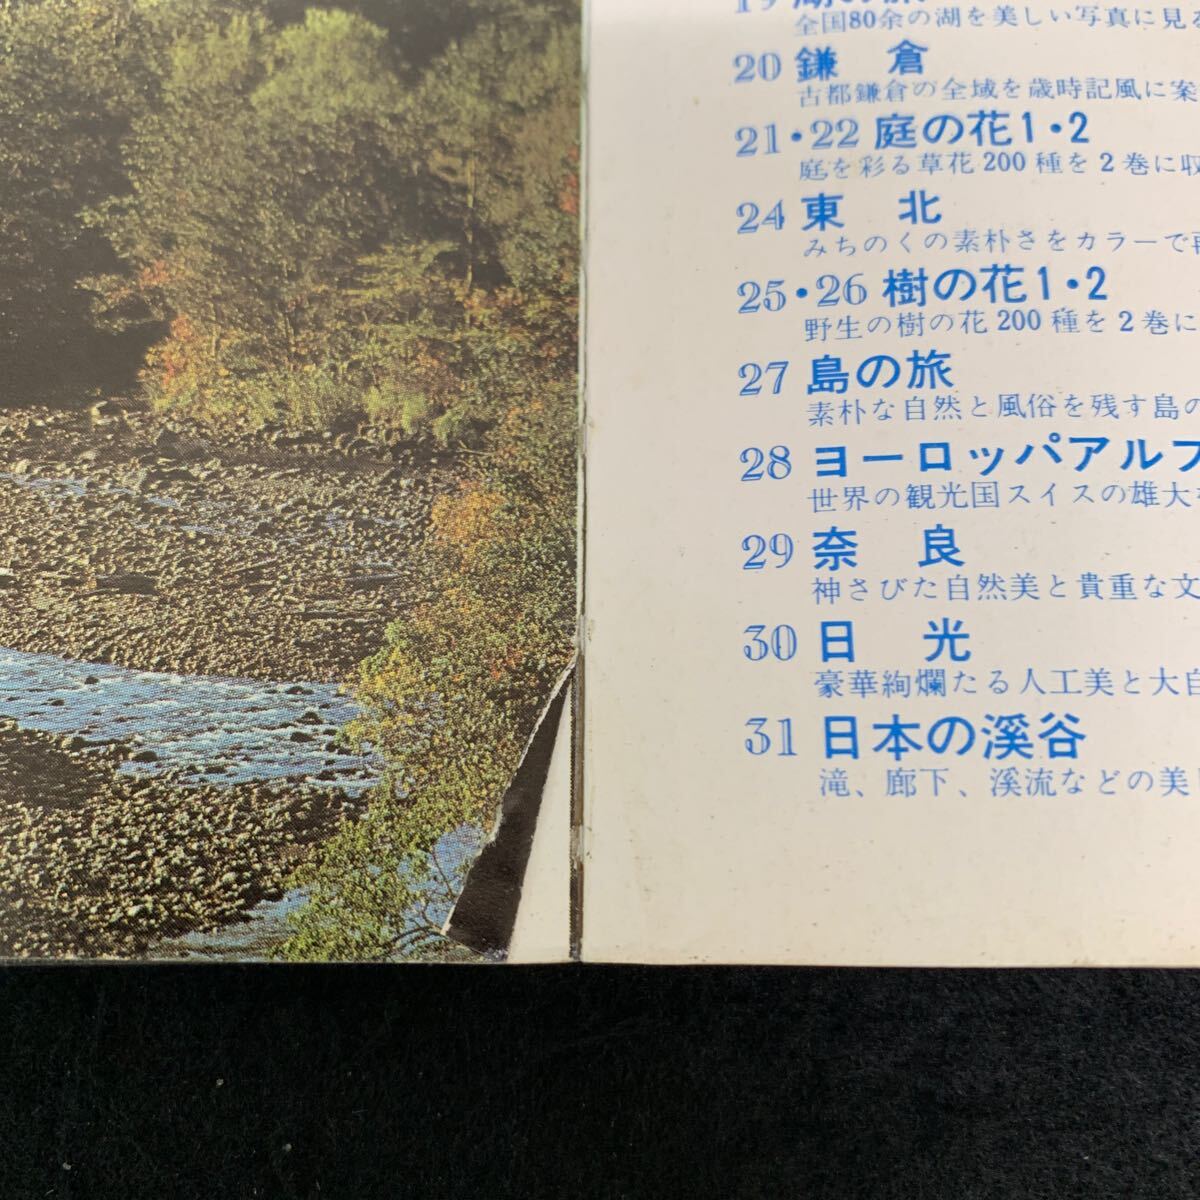 19 湖の旅
全国80余の湖を美しい写真に見
20 鎌 倉
古都鎌倉の全域を歳時記風に案
21・22 庭の花1・2
庭を彩る草花200種を2巻に収
24 東 北
みちのくの素朴さをカラーで再
25・26 樹の花1・2
野生の樹の花200種を2巻に
27 島の旅
素朴な自然と風俗を残す島の
28 ヨーロッパアルプ
世界の観光国スイスの雄大
29 奈 良
神さびた自然美と貴重な文
30 日 光
豪華絢爛たる人工美と大自
31 日本の溪谷
滝、廊下、溪流などの美